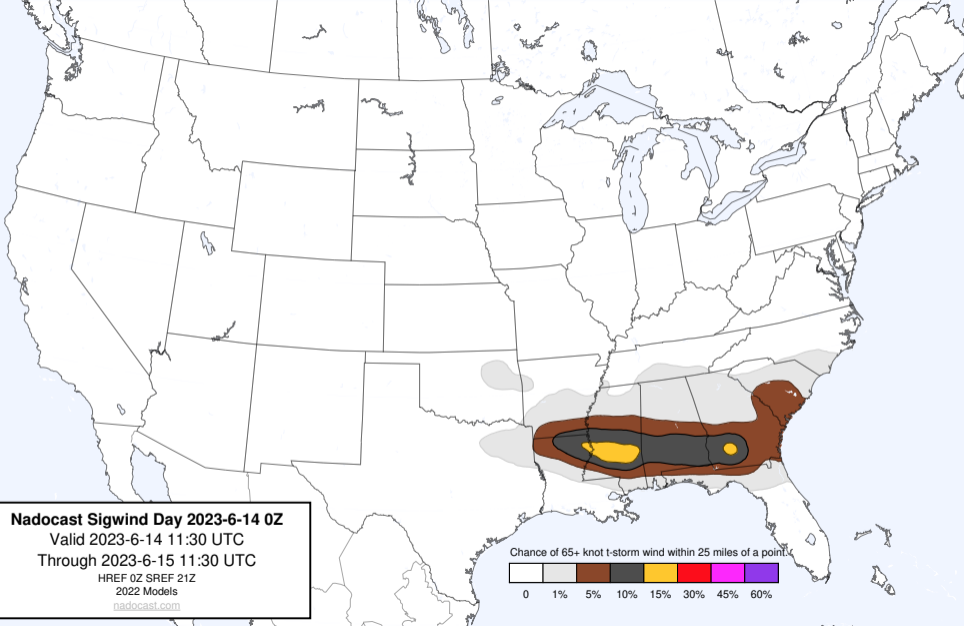 Nadocast Sigwind Day 2023-6-14 0Z
Valid 2023-6-14 11:30 UTC
Through 2023-6-15 11:30 UTC
HREF 0Z SREF 21Z
2022 Models
nadocast.com
Chance of 65+ knot t-storm wind within 25 miles of a point.
0 1% 5% 10% 15% 30% 45% 60%